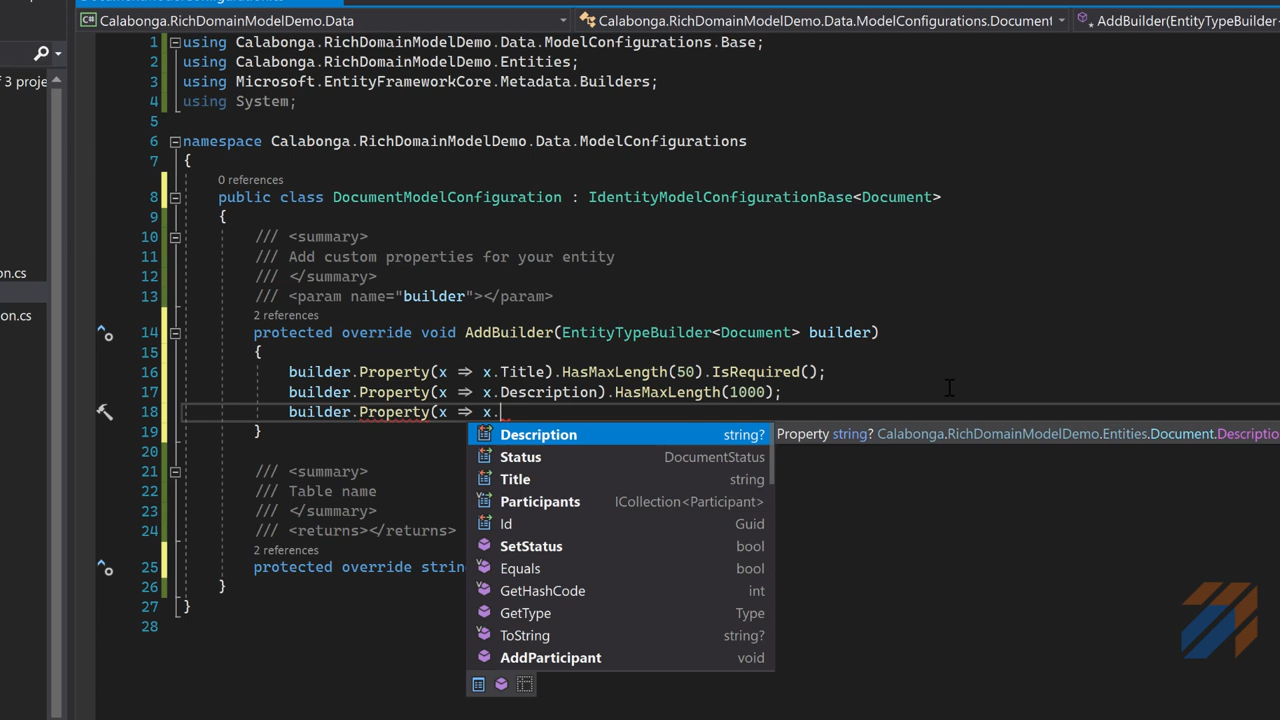 Calabonga.RichDomainModelDemo.Data
Calabonga.RichDomainModelDemo.Data.ModelConfigurations.Document
AddBuilder(EntityTypeBuilder
f 3 proje
on.cs
on.cs
1 using Calabonga.RichDomainModelDemo.Data.ModelConfigurations.Base;
2 using Calabonga.RichDomainModelDemo.Entities;
3 using Microsoft.EntityFrameworkCore.Metadata.Builders;
4 using System;
5
6 namespace Calabonga.RichDomainModelDemo.Data.ModelConfigurations
7 {
0 references
8 public class DocumentModelConfiguration : IdentityModelConfigurationBase<Document>
9 {
10 /// <summary>
11 /// Add custom properties for your entity
12 /// </summary>
13 /// <param name="builder"></param>
2 references
14 protected override void AddBuilder(EntityTypeBuilder<Document> builder)
15 {
16 builder.Property(x => x.Title).HasMaxLength(50).IsRequired();
17 builder.Property(x => x.Description).HasMaxLength(1000);
18 builder.Property(x => x.
19 }
20
21 /// <summary>
22 /// Table name
23 /// </summary>
24 /// <returns></returns>
2 references
25 protected override strin
26 }
27 }
28
Description string?
Status DocumentStatus
Title string
Participants ICollection<Participant>
Id Guid
SetStatus bool
Equals bool
GetHashCode int
GetType Type
ToString string?
AddParticipant void
Property string? Calabonga.RichDomainModelDemo.Entities.Document.Descriptio